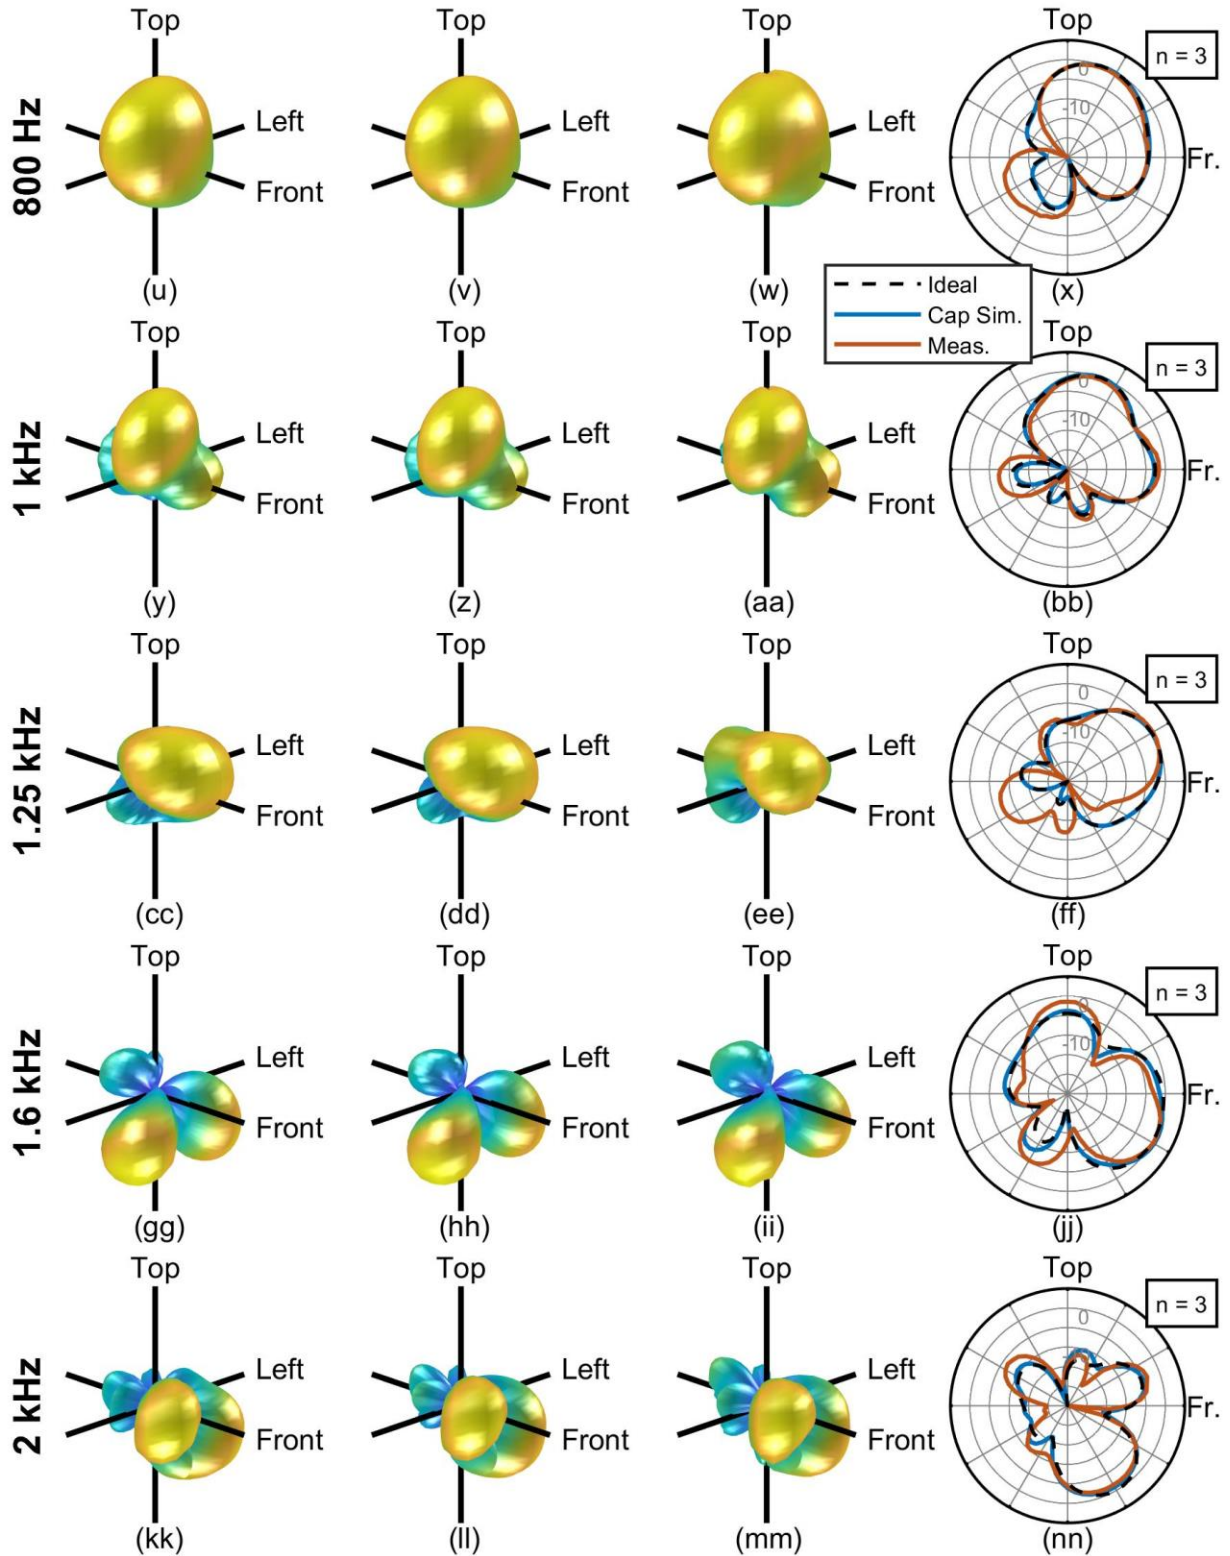 Top Top Top Top
n = 3
0
-10
800 Hz
Left Left Left
Fr.
Front Front Front
(u) (v) (w) (x)
Ideal
Cap Sim.
Meas.
Top Top Top Top
n = 3
0
-10
1 kHz
Left Left Left
Fr.
Front Front Front
(y) (z) (aa) (bb)
Top Top Top Top
n = 3
0
-10
1.25 kHz
Left Left Left
Fr.
Front Front Front
(cc) (dd) (ee) (ff)
Top Top Top Top
n = 3
0
-10
1.6 kHz
Left Left Left
Fr.
Front Front Front
(gg) (hh) (ii) (jj)
Top Top Top Top
n = 3
0
2 kHz
Left Left Left
Fr.
Front Front Front
(kk) (ll) (mm) (nn)